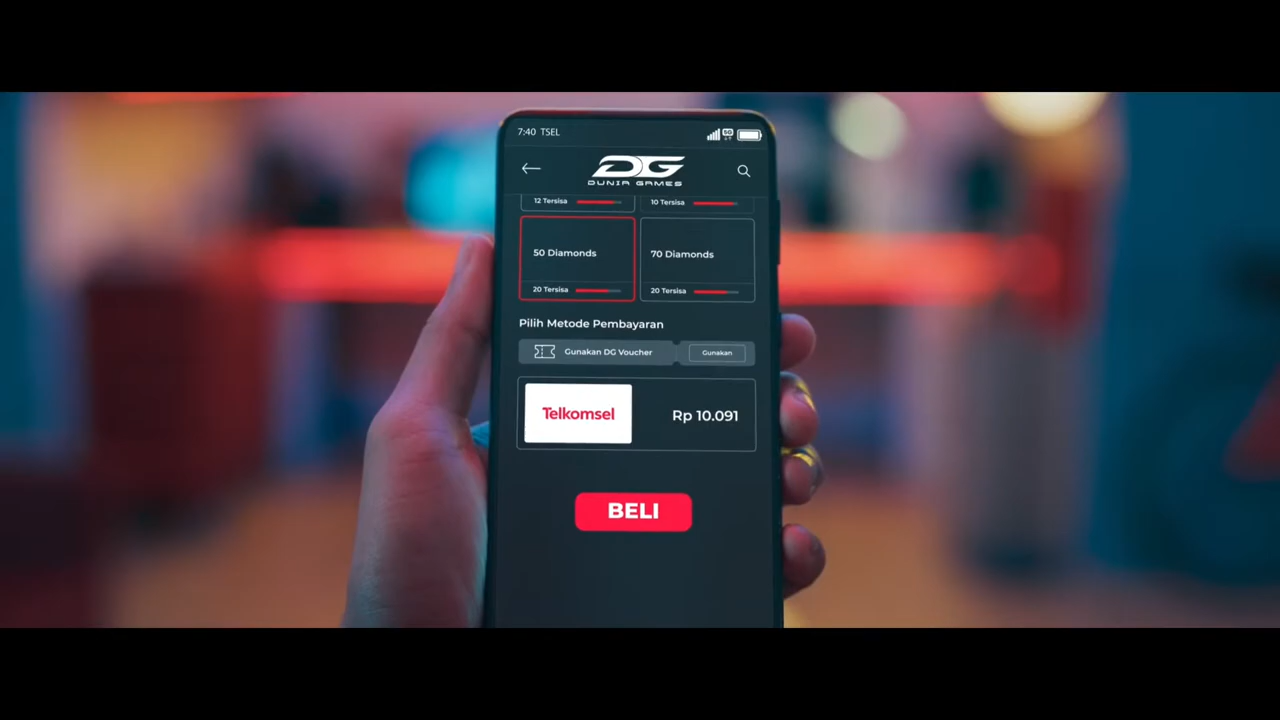 7:40 TSEL
5G
DG
DUNIA GAMES
12 Tersisa
10 Tersisa
50 Diamonds
70 Diamonds
20 Tersisa
20 Tersisa
Pilih Metode Pembayaran
Gunakan DG Voucher
Gunakan
Telkomsel
Rp 10.091
BELI